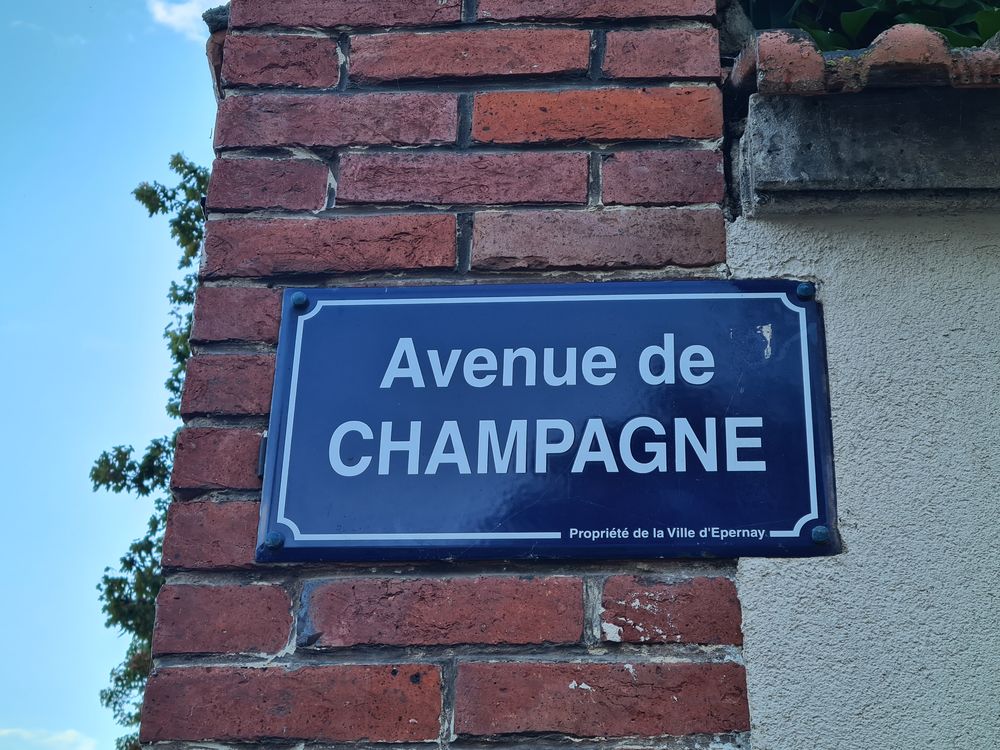 Avenue de
CHAMPAGNE
Propriété de la Ville d'Epernay